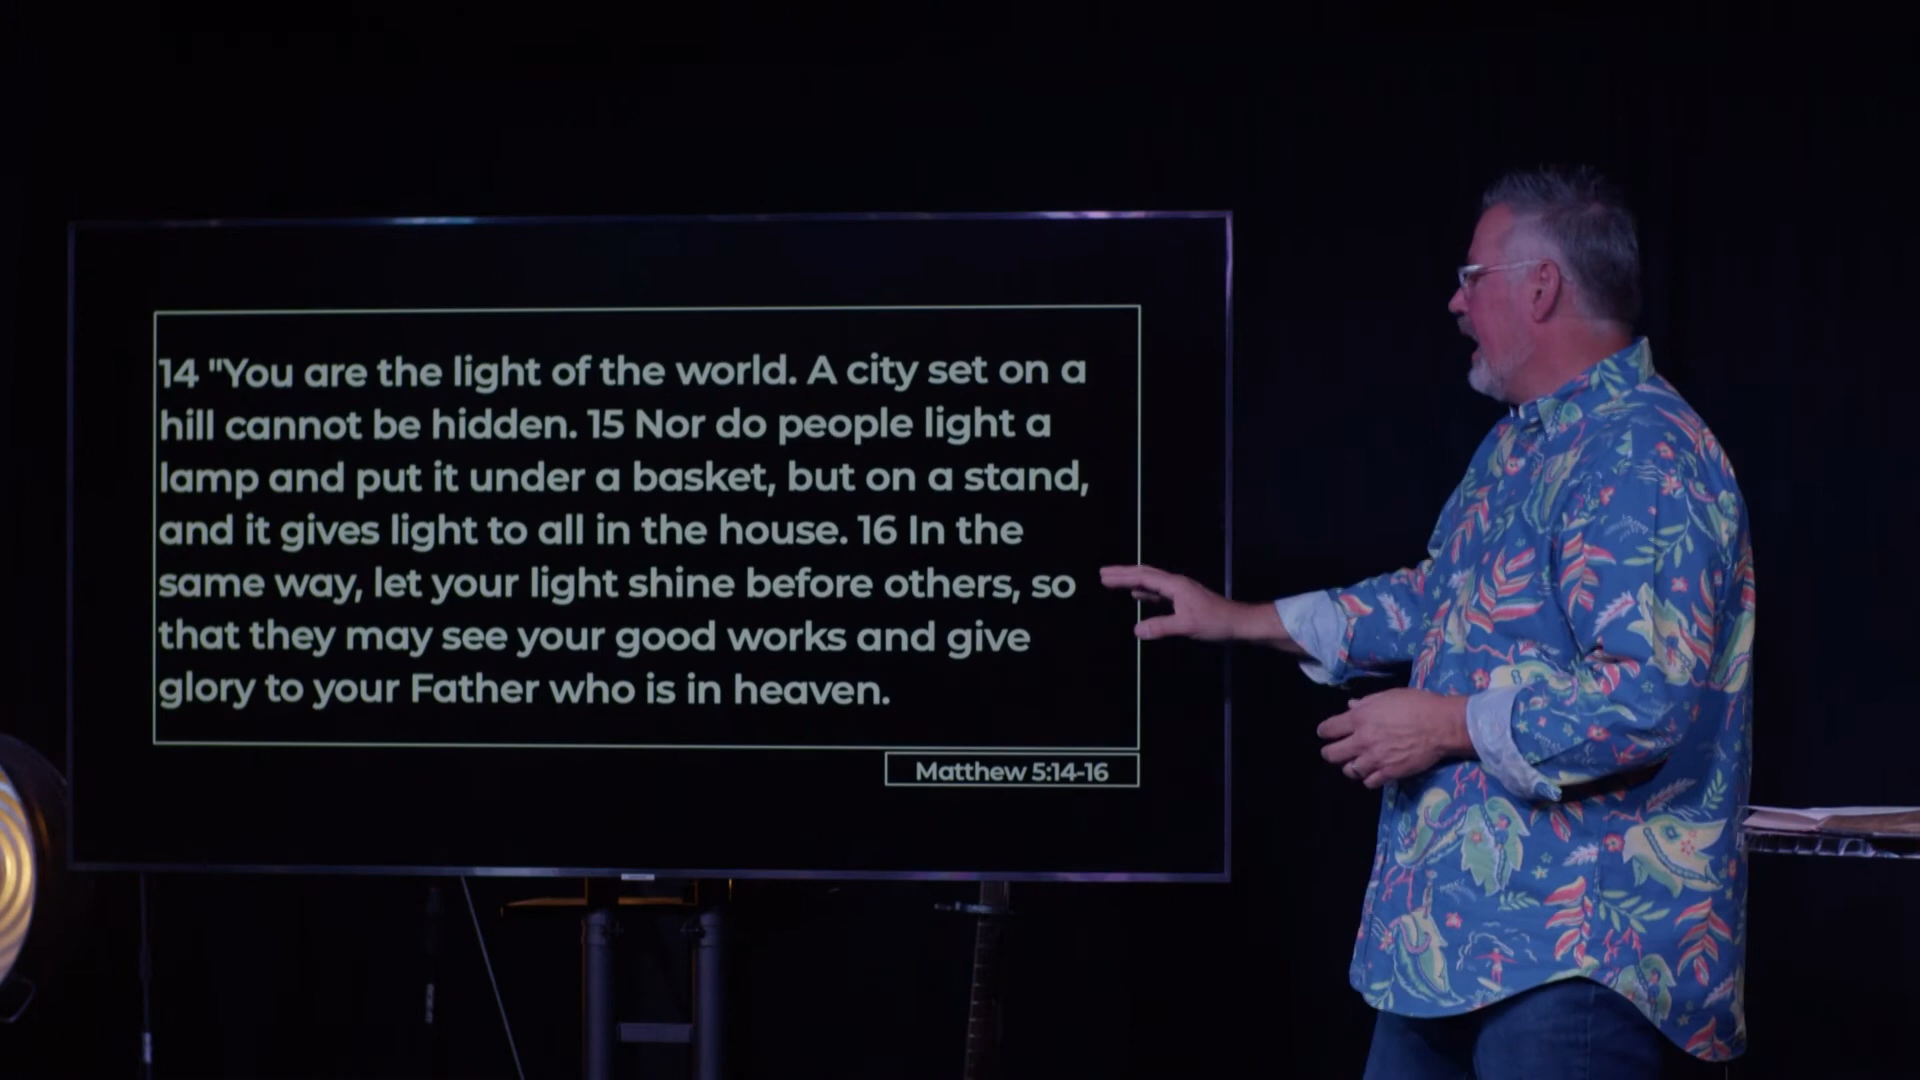 14 "You are the light of the world. A city set on a
hill cannot be hidden. 15 Nor do people light a
lamp and put it under a basket, but on a stand,
and it gives light to all in the house. 16 In the
same way, let your light shine before others, so
that they may see your good works and give
glory to your Father who is in heaven.
Matthew 5:14-16